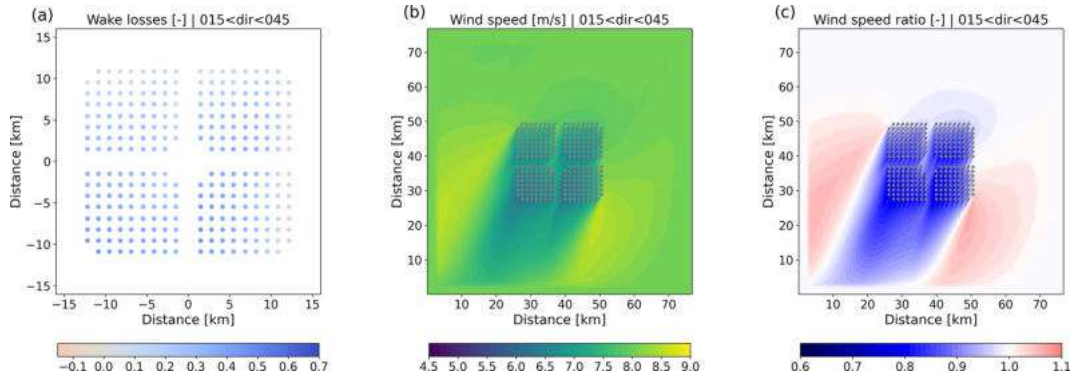 (a)
Wake losses [-] | 015<dir<045
15
10
5
0
−5
−10
−15
Distance [km]
−15 −10 −5 0 5 10 15
Distance [km]
−0.1 0.0 0.1 0.2 0.3 0.4 0.5 0.6 0.7
(b)
Wind speed [m/s] | 015<dir<045
70
60
50
40
30
20
10
Distance [km]
10 20 30 40 50 60 70
Distance [km]
4.5 5.0 5.5 6.0 6.5 7.0 7.5 8.0 8.5 9.0
(c)
Wind speed ratio [-] | 015<dir<045
70
60
50
40
30
20
10
Distance [km]
10 20 30 40 50 60 70
Distance [km]
0.6 0.7 0.8 0.9 1.0 1.1